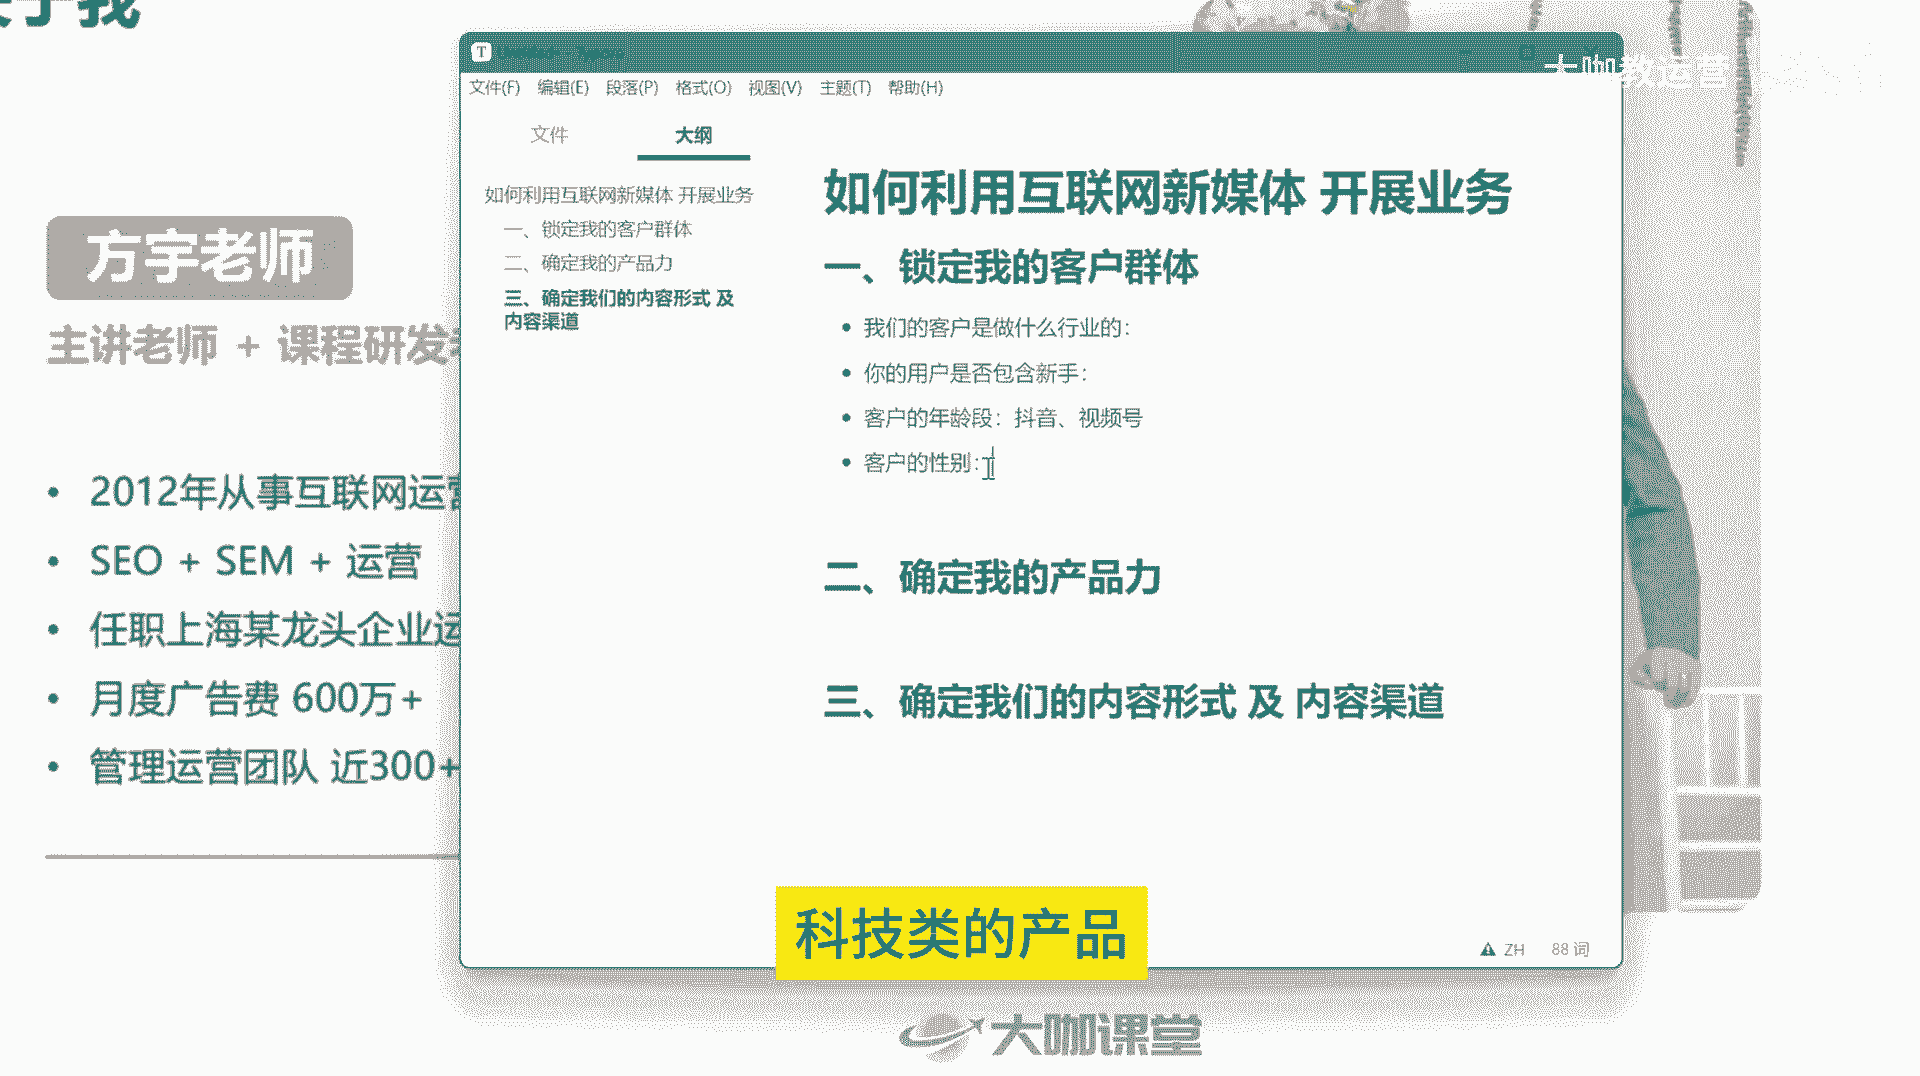 方宇老师
主讲老师 + 课程研发
2012年从事互联网运营
SEO + SEM + 运营
任职上海某龙头企业运
月度广告费 600万+
管理运营团队 近300+
文件(F) 编辑(E) 段落(P) 格式(O) 视图(V) 主题(T) 帮助(H)
文件 大纲
如何利用互联网新媒体 开展业务
一、锁定我的客户群体
二、确定我的产品力
三、确定我们的内容形式 及
内容渠道
如何利用互联网新媒体 开展业务
一、锁定我的客户群体
我们的客户是做什么行业的：
你的用户是否包含新手：
客户的年龄段：抖音、视频号
客户的性别：
二、确定我的产品力
三、确定我们的内容形式 及 内容渠道
ZH 88 词
大咖教运营
科技类的产品
大咖课堂